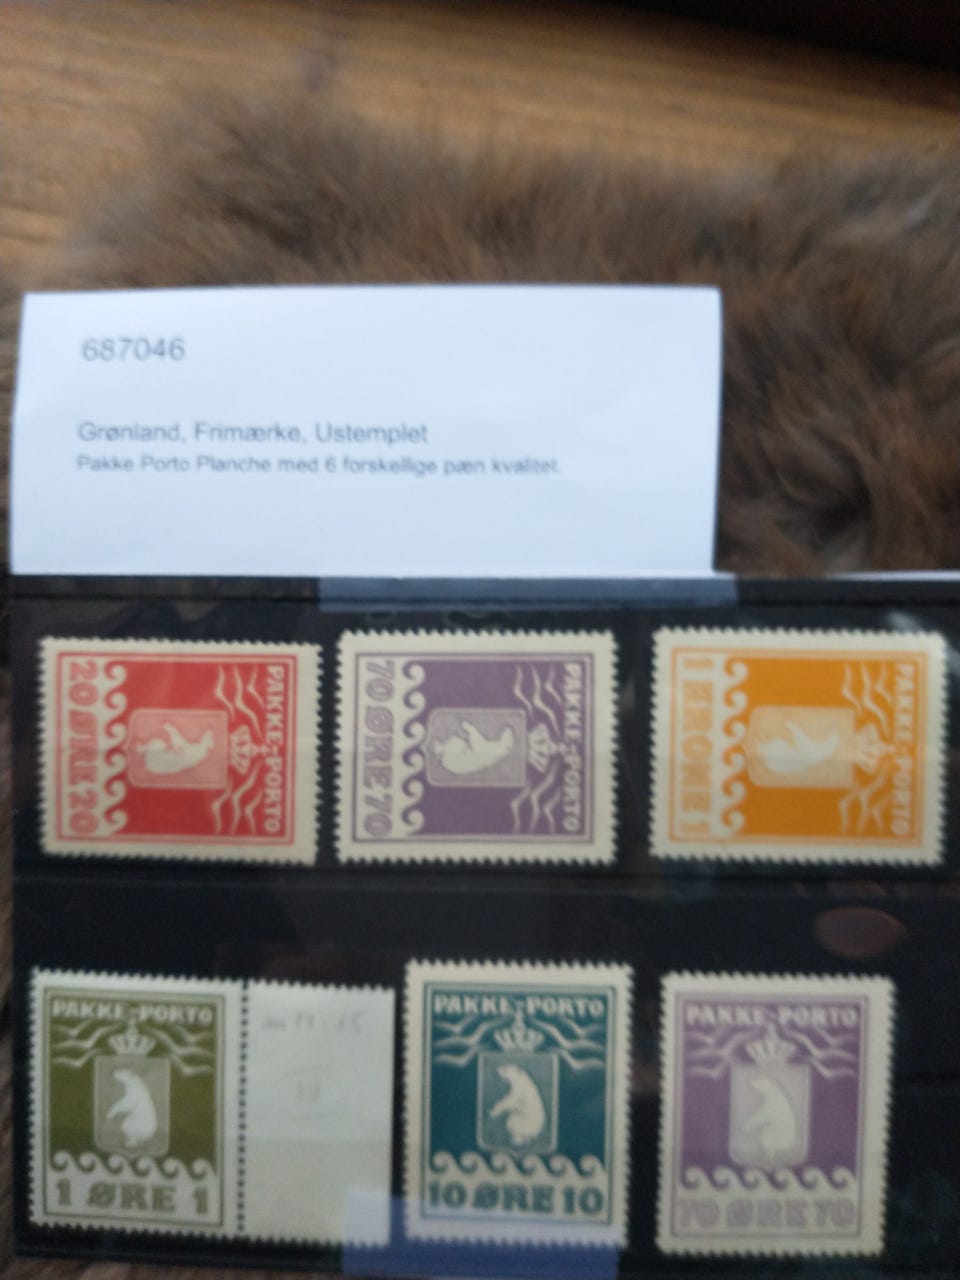 687046
Grønland, Frimærke, Ustemplet
Pakke Porto Planche med 6 forskellige pæn kvalitet.
PAKKE-PORTO
20 ØRE 20
PAKKE-PORTO
70 ØRE 70
PAKKE-PORTO
1 KRONE 1
PAKKE-PORTO
1 ØRE 1
PAKKE-PORTO
10 ØRE 10
PAKKE-PORTO
70 ØRE 70